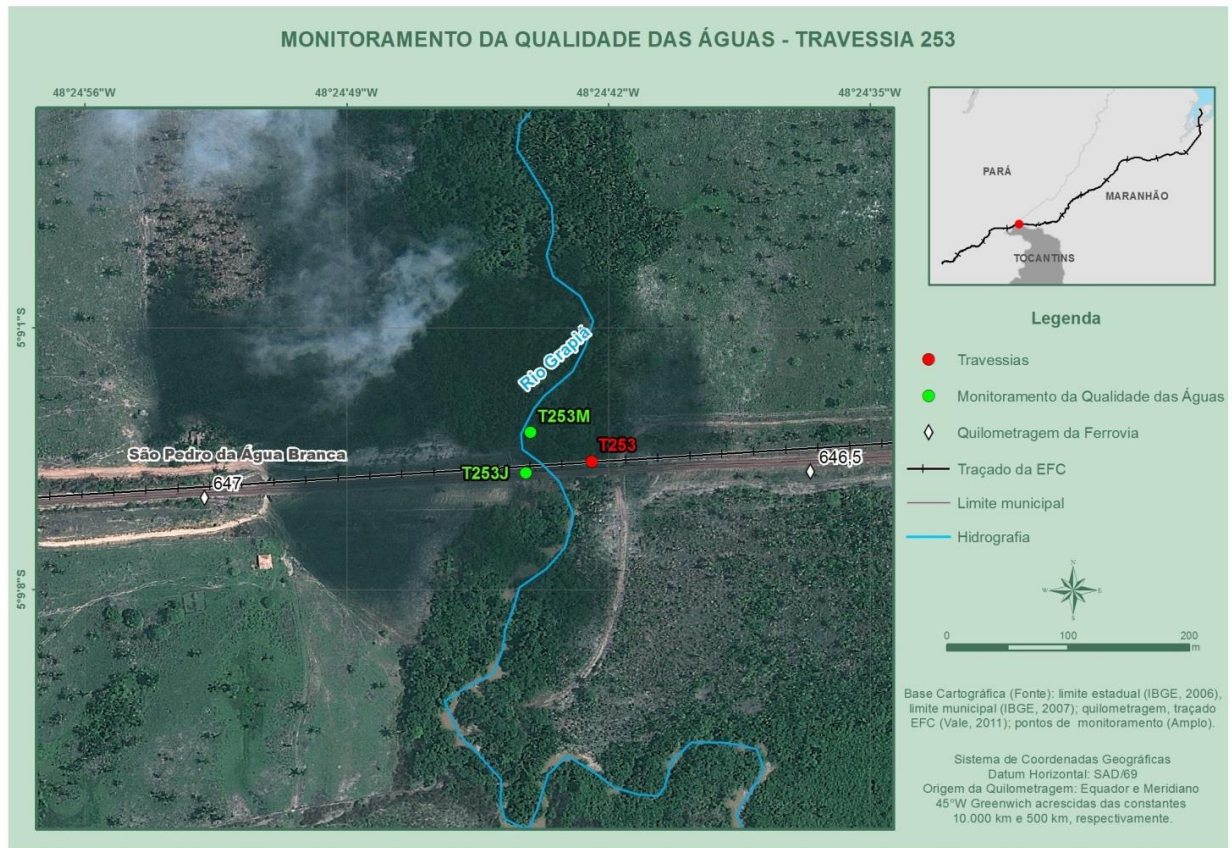 MONITORAMENTO DA QUALIDADE DAS ÁGUAS - TRAVESSIA 253
48°24'56"W
48°24'49"W
48°24'42"W
48°24'35"W
5°9'1"S
5°9'8"S
Rio Grapiá
T253M
T253
São Pedro da Água Branca
T253J
646,5
647
PARÁ
MARANHÃO
TOCANTINS
Legenda
Travessias
Monitoramento da Qualidade das Águas
Quilometragem da Ferrovia
Traçado da EFC
Limite municipal
Hidrografia
N
W
E
S
0 100 200
m
Base Cartográfica (Fonte): limite estadual (IBGE, 2006),
limite municipal (IBGE, 2007); quilometragem, traçado
EFC (Vale, 2011); pontos de monitoramento (Amplo).
Sistema de Coordenadas Geográficas
Datum Horizontal: SAD/69
Origem da Quilometragem: Equador e Meridiano
45°W Greenwich acrescidas das constantes
10.000 km e 500 km, respectivamente.